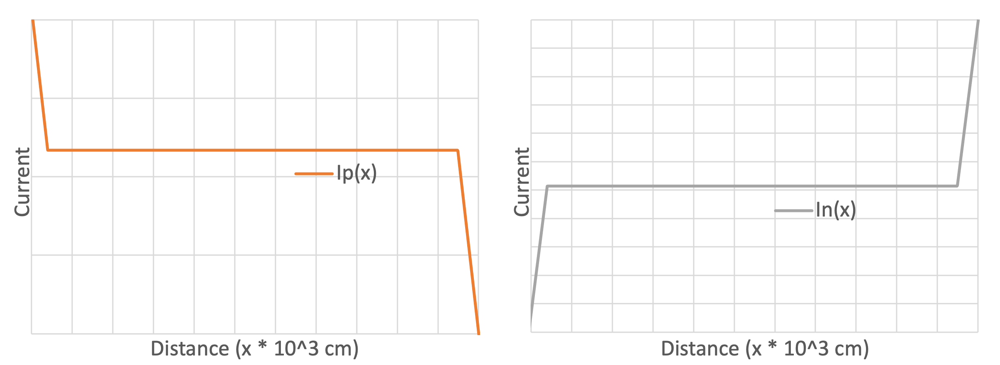 Current
Ip(x)
Distance (x * 10^3 cm)
Current
In(x)
Distance (x * 10^3 cm)